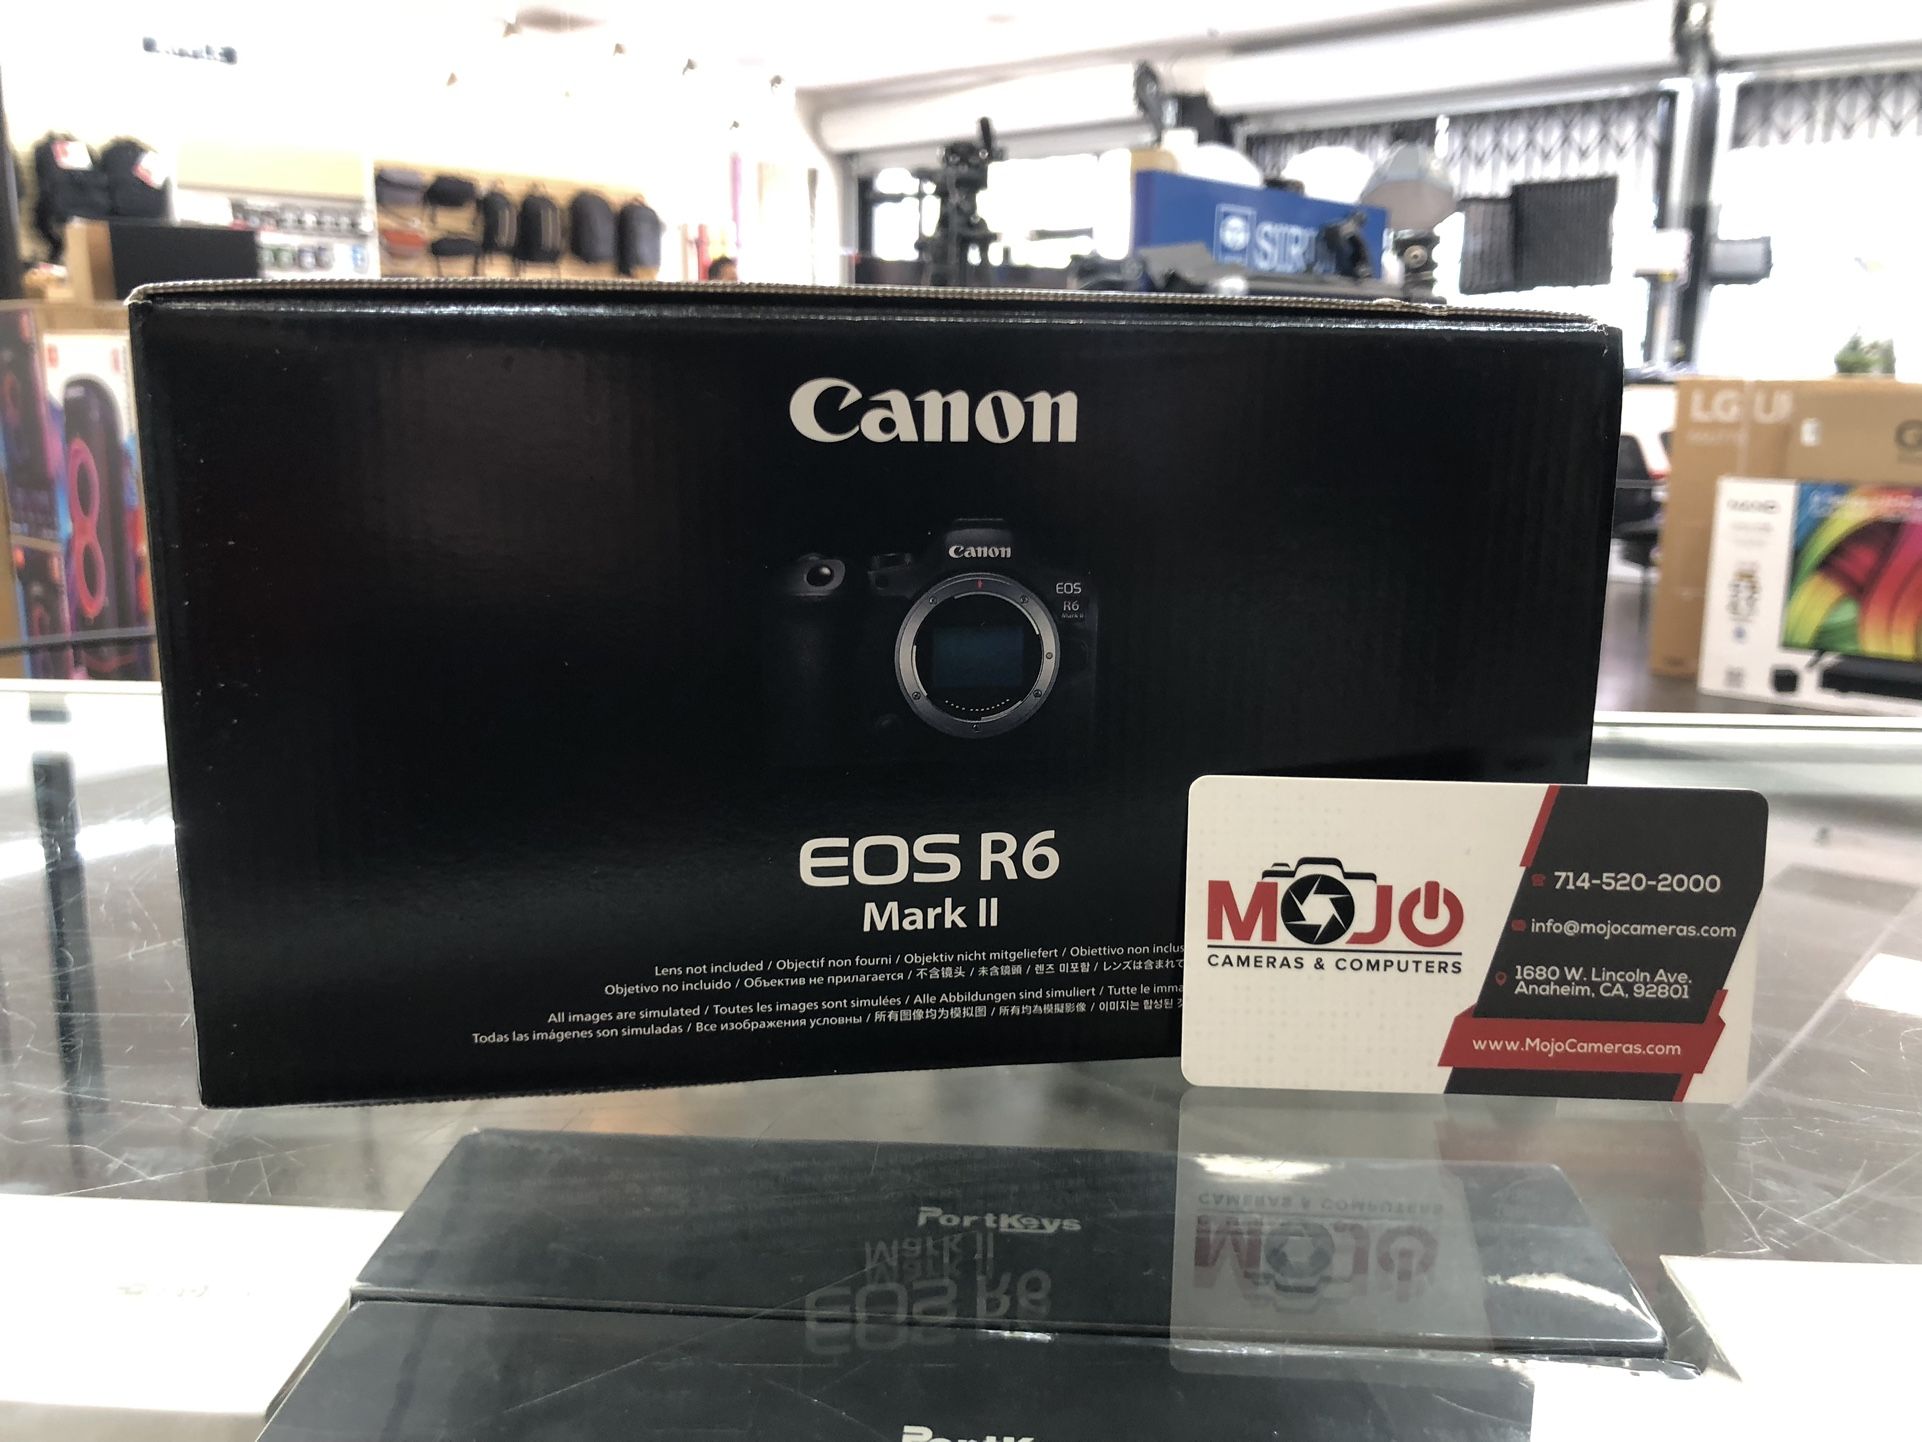 Canon
Canon
EOS
R6
Mark II
EOS R6
Mark II
Lens not included / Objectif non fourni / Objektiv nicht mitgeliefert / Obiettivo non inclus
Objetivo no incluido / Объектив не прилагается / 不含镜头 / 未含鏡頭 / 렌즈 미포함 / レンズは含まれて
All images are simulated / Toutes les images sont simulées / Alle Abbildungen sind simuliert / Tutte le imma
Todas las imágenes son simuladas / Все изображения условны / 所有图像均为模拟图 / 所有均為模擬影像 / 이미지는 합성된 것
MOJO
CAMERAS & COMPUTERS
714-520-2000
info@mojocameras.com
1680 W. Lincoln Ave.
Anaheim, CA, 92801
www.MojoCameras.com
SIRUI
LG
8
PortKeys
PortKe